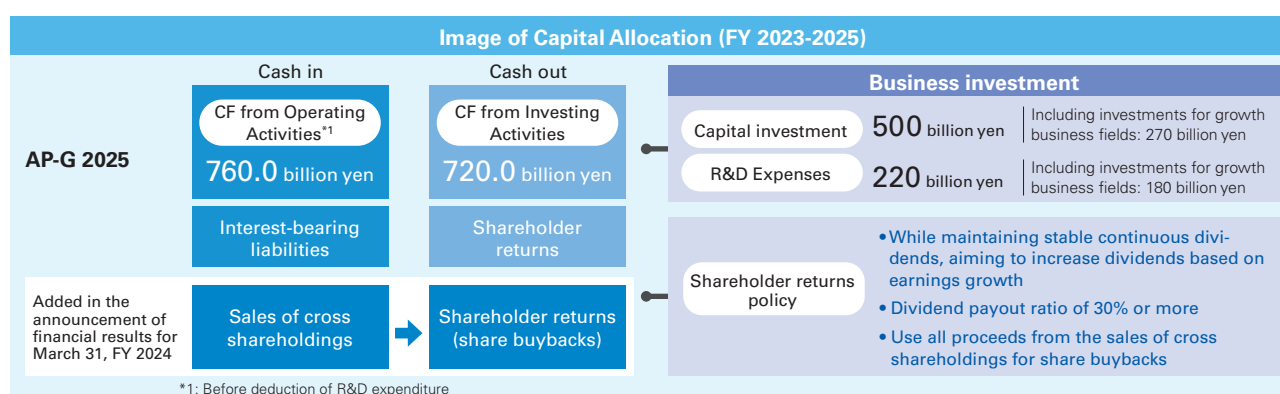 Image of Capital Allocation (FY 2023-2025)
Cash in
Cash out
AP-G 2025
CF from Operating
Activities*1
760.0 billion yen
CF from Investing
Activities
720.0 billion yen
Interest-bearing
liabilities
Shareholder
returns
Added in the
announcement of
financial results for
March 31, FY 2024
Sales of cross
shareholdings
Shareholder returns
(share buybacks)
*1: Before deduction of R&D expenditure
Business investment
Capital investment
500 billion yen
Including investments for growth
business fields: 270 billion yen
R&D Expenses
220 billion yen
Including investments for growth
business fields: 180 billion yen
Shareholder returns
policy
•While maintaining stable continuous divi-
dends, aiming to increase dividends based on
earnings growth
• Dividend payout ratio of 30% or more
• Use all proceeds from the sales of cross
shareholdings for share buybacks